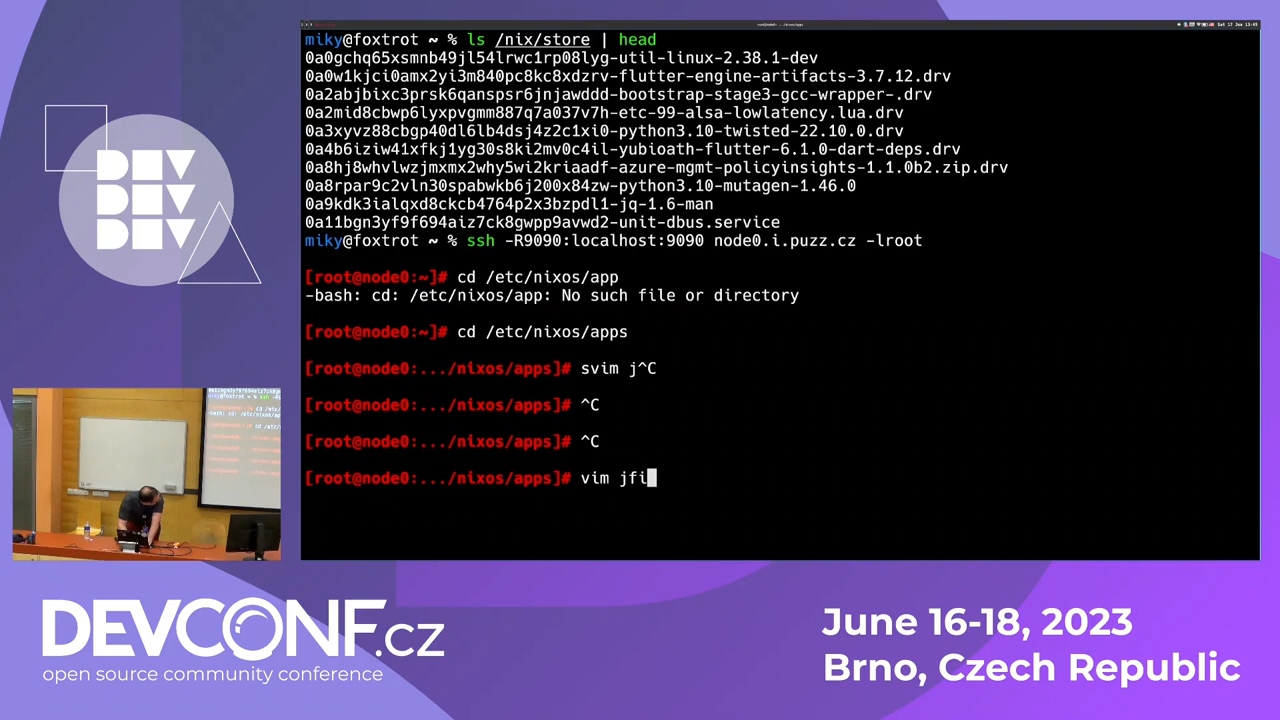 miky@foxtrot ~ % ls /nix/store | head
0a0gchq65xsmnb49jl54lrwc1rp08lyg-util-linux-2.38.1-dev
0a0w1kjci0amx2yi3m840pc8kc8xdzrv-flutter-engine-artifacts-3.7.12.drv
0a2abjbixc3prsk6qanspsr6jnjawddd-bootstrap-stage3-gcc-wrapper-.drv
0a2mid8cbwp6lyxpvgmm887q7a037v7h-etc-99-alsa-lowlatency.lua.drv
0a3xyvz88cbgp40dl6lb4dsj4z2c1xi0-python3.10-twisted-22.10.0.drv
0a4b6iziw41xfkj1yg30s8ki2mv0c4il-yubioath-flutter-6.1.0-dart-deps.drv
0a8hj8whvlwzjmxmx2why5wi2kriaadf-azure-mgmt-policyinsights-1.1.0b2.zip.drv
0a8rpar9c2vln30spabwkb6j200x84zw-python3.10-mutagen-1.46.0
0a9kdk3ialqxd8ckcb4764p2x3bzpdl1-jq-1.6-man
0a11bgn3yf9f694aiz7ck8gwpp9avwd2-unit-dbus.service
miky@foxtrot ~ % ssh -R9090:localhost:9090 node0.i.puzz.cz -lroot
[root@node0:~]# cd /etc/nixos/app
-bash: cd: /etc/nixos/app: No such file or directory
[root@node0:~]# cd /etc/nixos/apps
[root@node0:.../nixos/apps]# svim j^C
[root@node0:.../nixos/apps]# ^C
[root@node0:.../nixos/apps]# ^C
[root@node0:.../nixos/apps]# vim jfi
DEV
DEV
DEV
DEVCONF.cz
open source community conference
June 16-18, 2023
Brno, Czech Republic